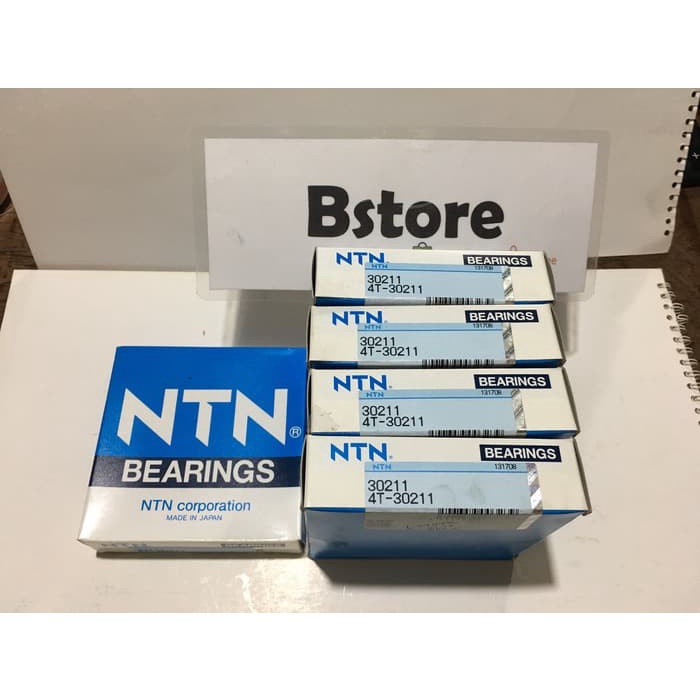 Bstore
NTN BEARINGS
NTN 131708
30211
4T-30211
NTN BEARINGS
NTN 131708
30211
4T-30211
NTN BEARINGS
NTN 131708
30211
4T-30211
NTN BEARINGS
NTN 131708
30211
4T-30211
NTN®
BEARINGS
NTN corporation
MADE IN JAPAN
BEARINGS